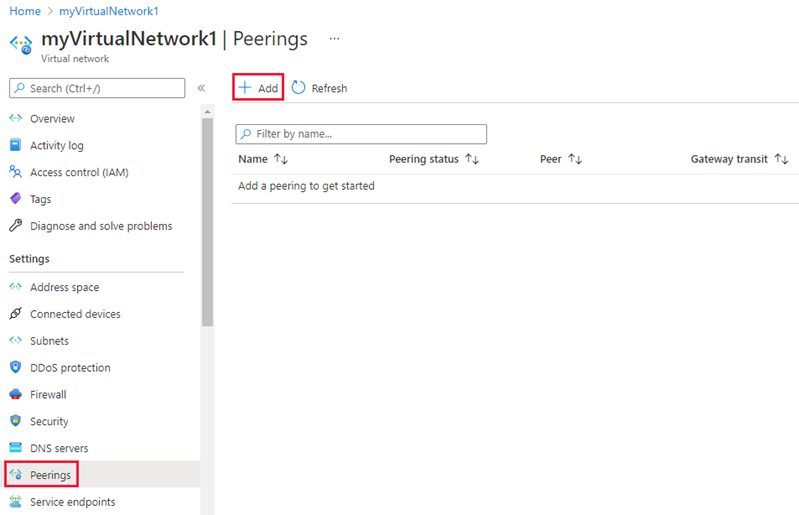 Home > myVirtualNetwork1
myVirtualNetwork1 | Peerings ...
Virtual network
Search (Ctrl+/) «
+ Add Refresh
Overview
Activity log
Access control (IAM)
Tags
Diagnose and solve problems
Settings
Address space
Connected devices
Subnets
DDoS protection
Firewall
Security
DNS servers
Peerings
Service endpoints
Filter by name...
Name ↑↓ Peering status ↑↓ Peer ↑↓ Gateway transit ↑↓
Add a peering to get started